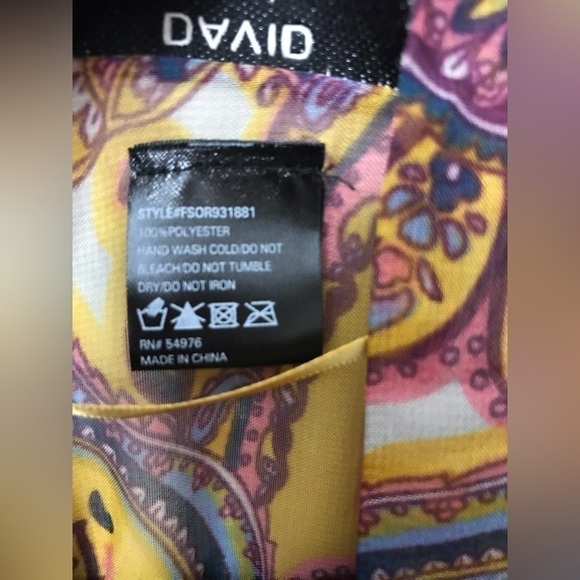 DAVID
STYLE#FSOR931881
100%POLYESTER
HAND WASH COLD/DO NOT
BLEACH/DO NOT TUMBLE
DRY/DO NOT IRON
RN# 54976
MADE IN CHINA